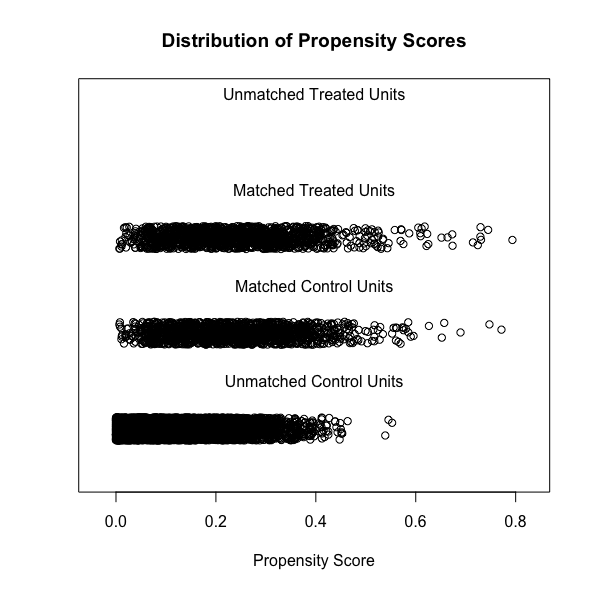 Distribution of Propensity Scores
Unmatched Treated Units
Matched Treated Units
Matched Control Units
Unmatched Control Units
0.0 0.2 0.4 0.6 0.8
Propensity Score